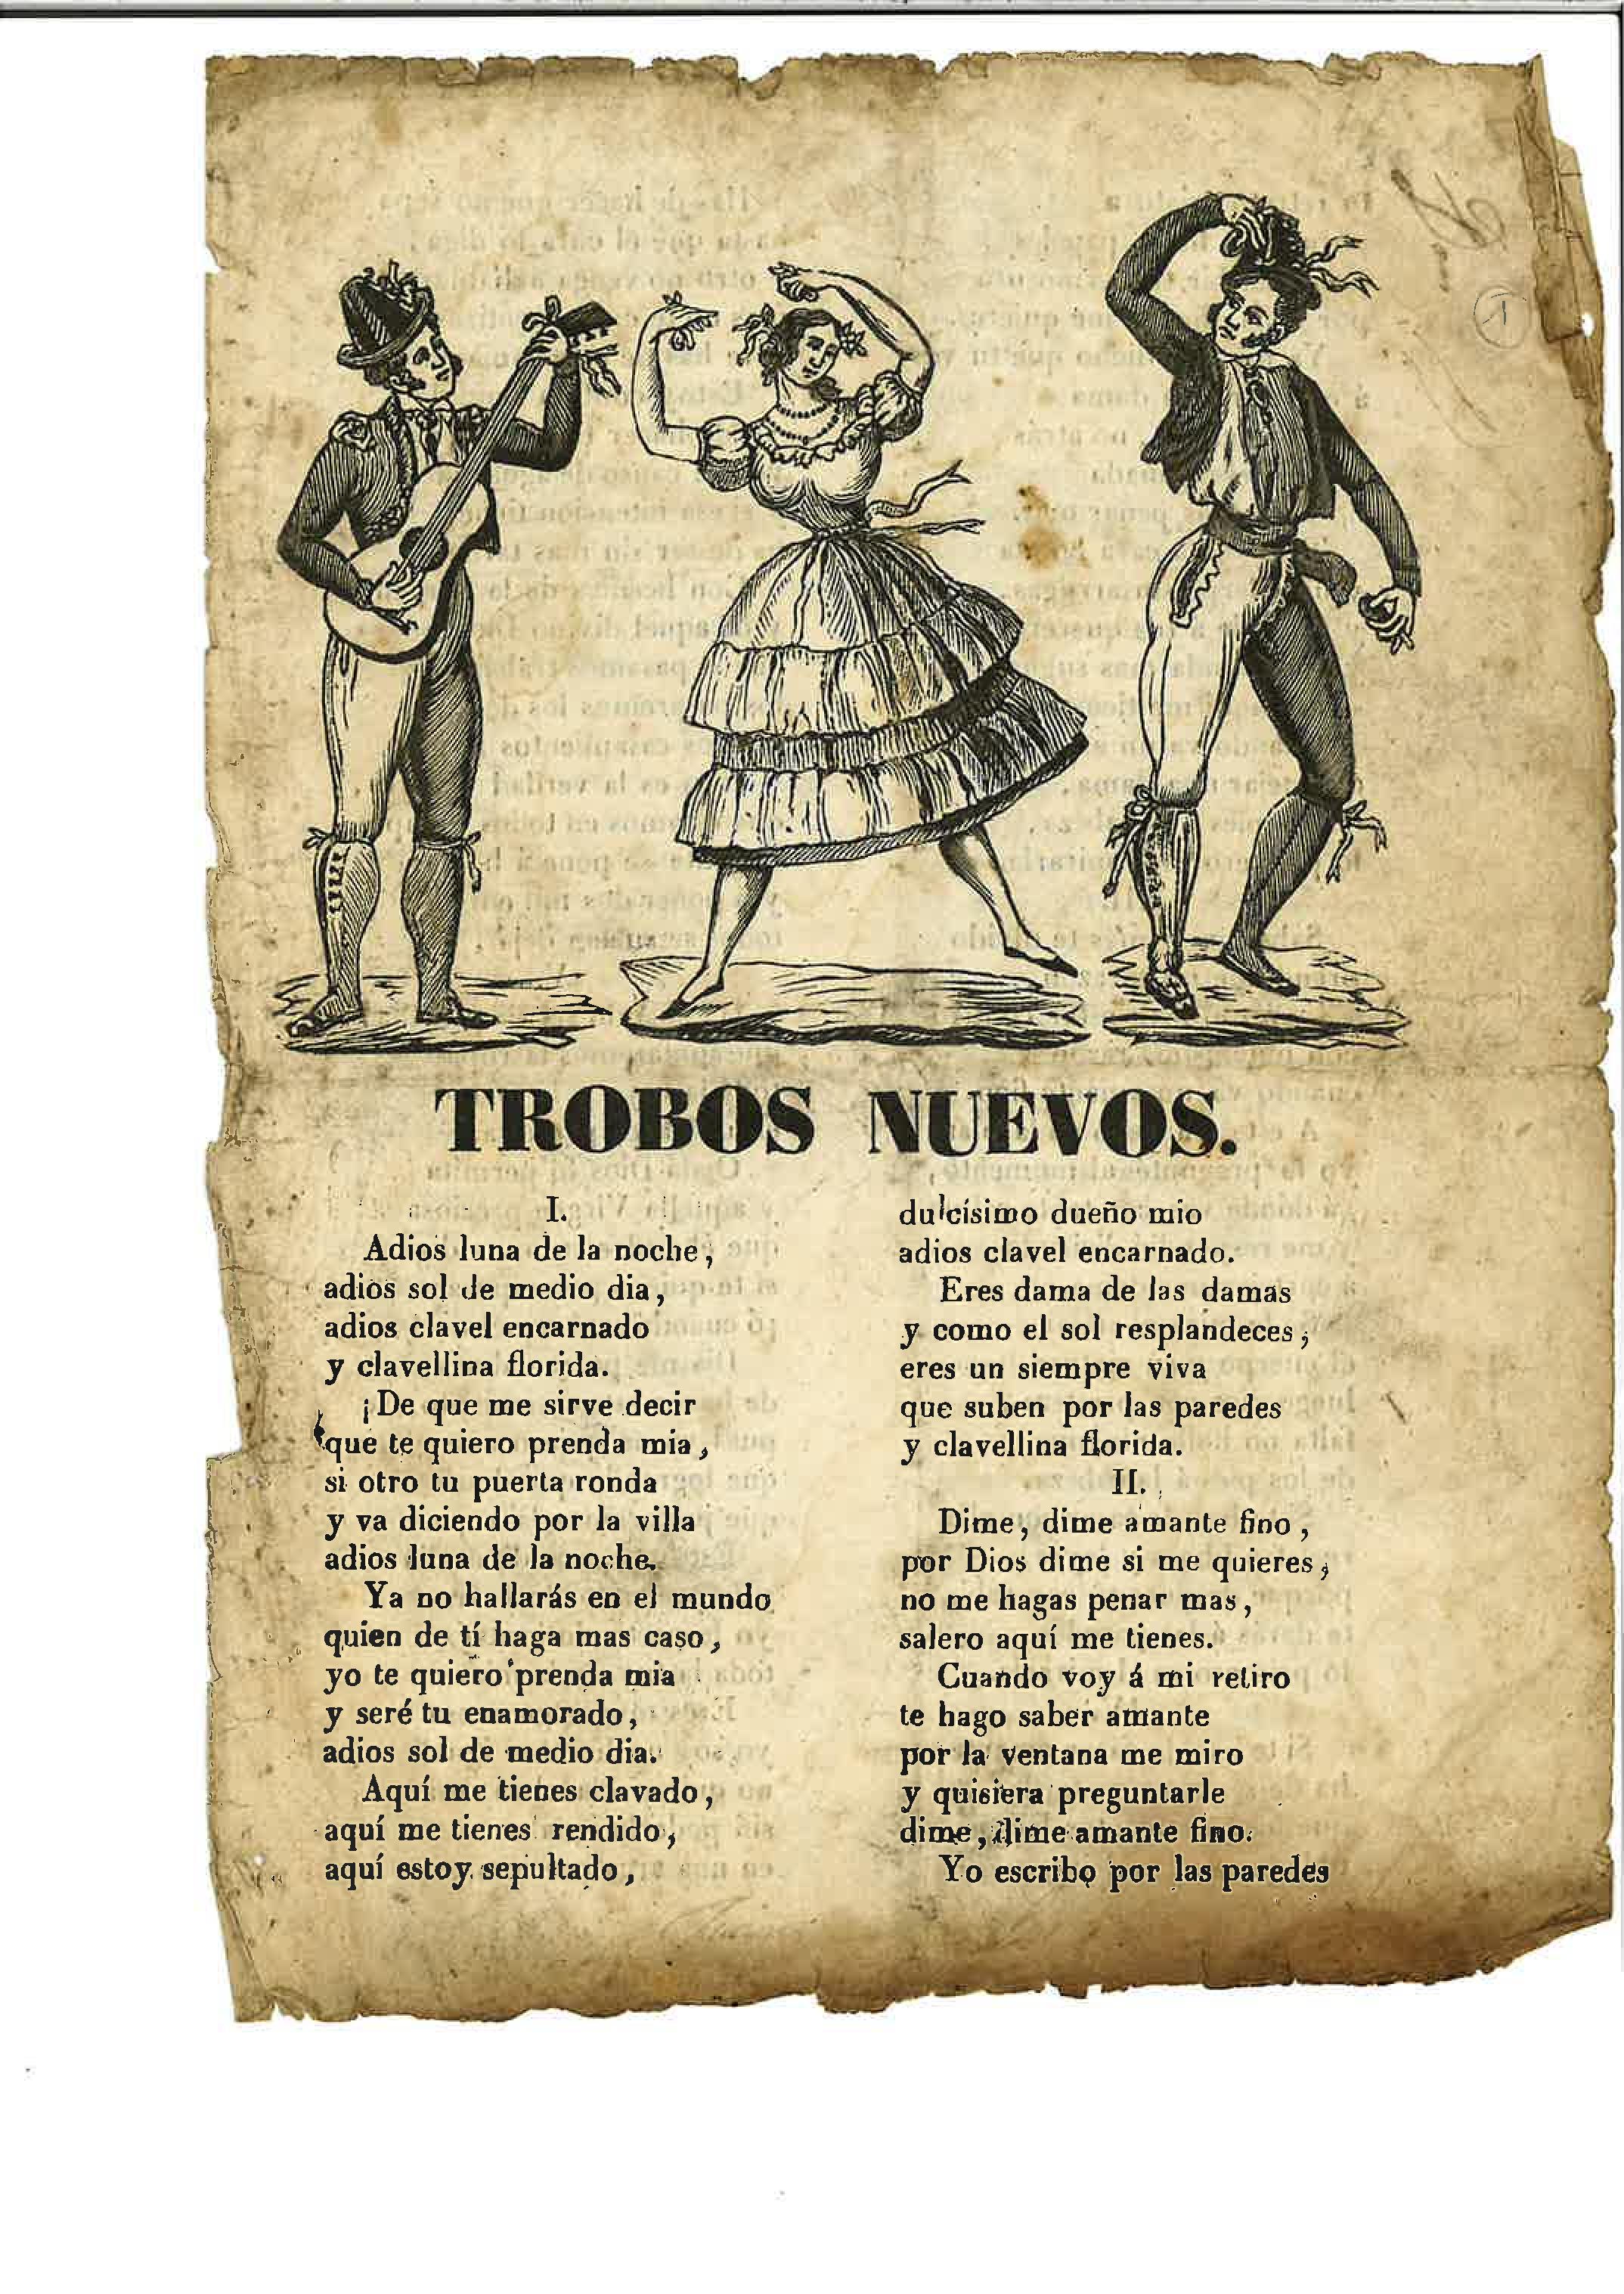 1
TROBOS NUEVOS.
I.
Adios luna de la noche,
adios sol de medio dia,
adios clavel encarnado
y clavellina florida.
¡De que me sirve decir
que te quiero prenda mia,
si otro tu puerta ronda
y va diciendo por la villa
adios luna de la noche.
Ya no hallarás en el mundo
quien de tí haga mas caso,
yo te quiero prenda mia
y seré tu enamorado,
adios sol de medio dia.
Aquí me tienes clavado,
aquí me tienes rendido,
aquí estoy sepultado,
dulcísimo dueño mio
adios clavel encarnado.
Eres dama de las damas
y como el sol resplandeces,
eres un siempre viva
que suben por las paredes
y clavellina florida.
II.
Dime, dime amante fino,
por Dios dime si me quieres,
no me hagas penar mas,
salero aquí me tienes.
Cuando voy á mi retiro
te hago saber amante
por la ventana me miro
y quisiera preguntarle
dime, dime amante fino.
Yo escribo por las paredes